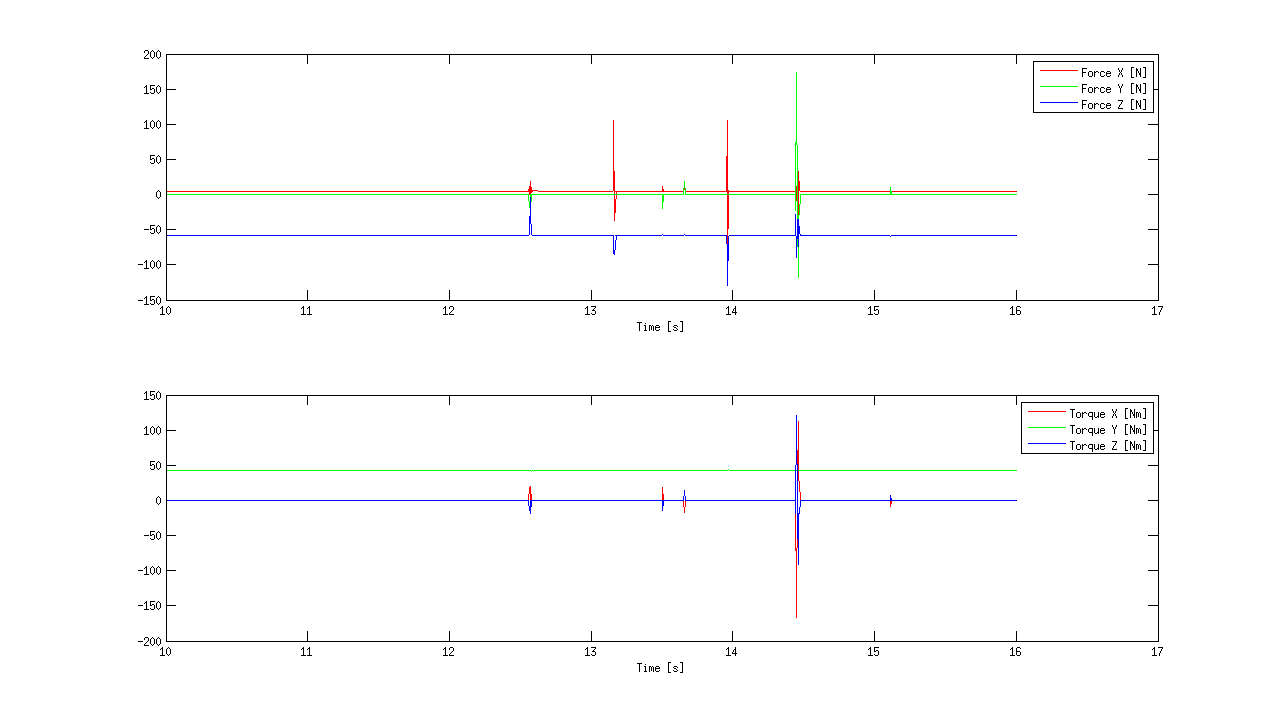 200
150
100
50
0
-50
-100
-150
10 11 12 13 14 15 16 17
Time [s]
Force X [N]
Force Y [N]
Force Z [N]
150
100
50
0
-50
-100
-150
-200
10 11 12 13 14 15 16 17
Time [s]
Torque X [Nm]
Torque Y [Nm]
Torque Z [Nm]